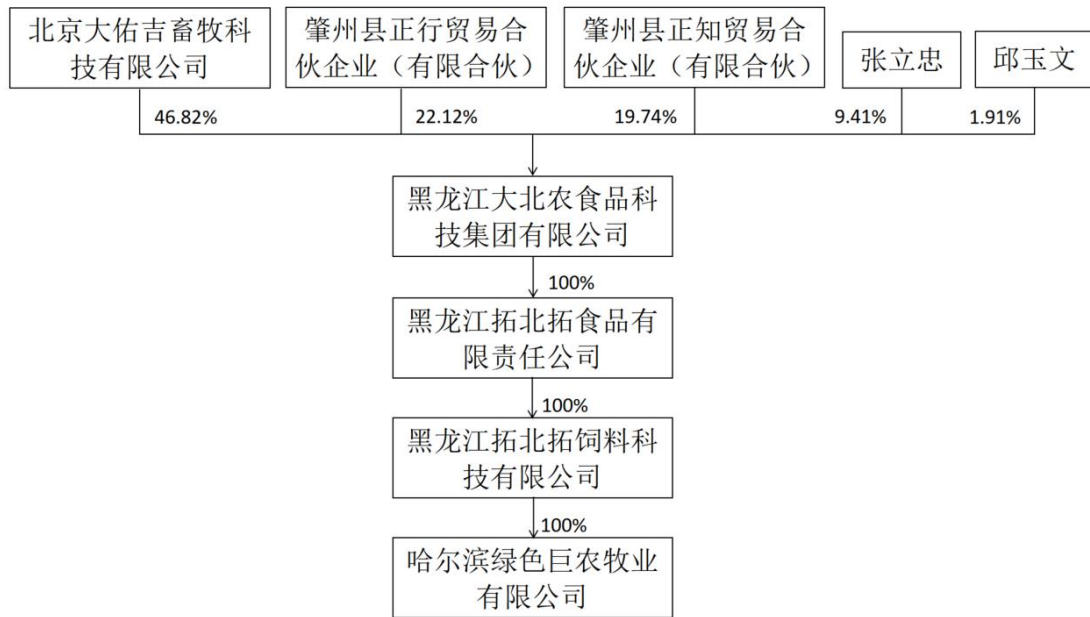 北京大佑吉畜牧科
技有限公司
肇州县正行贸易合
伙企业（有限合伙）
肇州县正知贸易合
伙企业（有限合伙）
张立忠
邱玉文
46.82%
22.12%
19.74%
9.41%
1.91%
黑龙江大北农食品科
技集团有限公司
100%
黑龙江拓北拓食品有
限责任公司
100%
黑龙江拓北拓饲料科
技有限公司
100%
哈尔滨绿色巨农牧业
有限公司